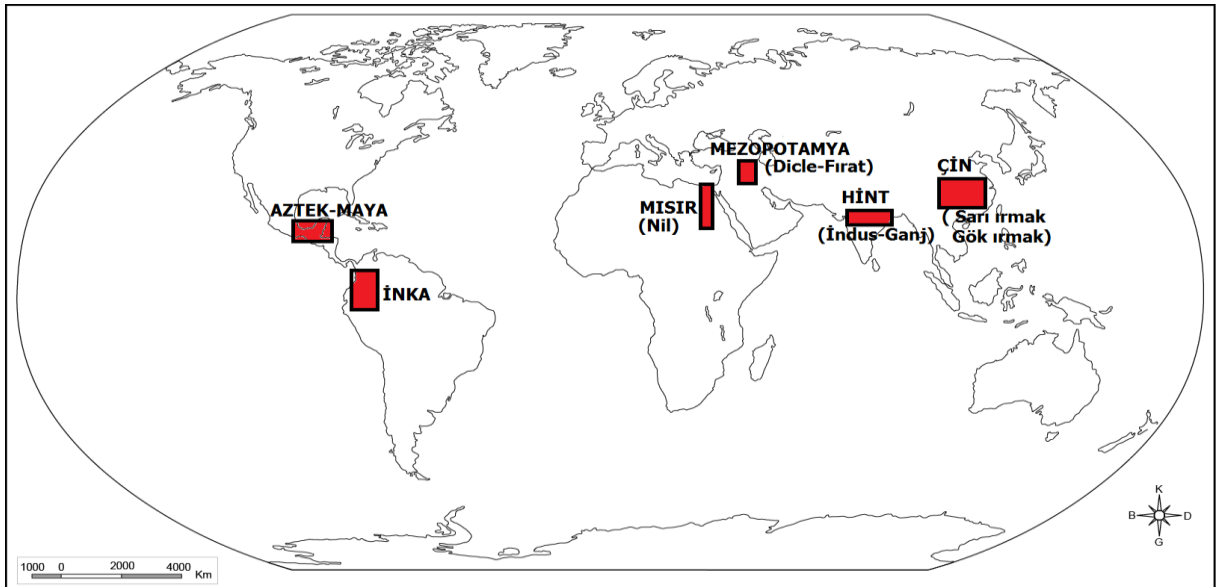 MEZOPOTAMYA
(Dicle-Fırat)
ÇİN
( Sarı ırmak
Gök ırmak)
HİNT
(İndus-Ganj)
MISIR
(Nil)
AZTEK-MAYA
İNKA
K
B D
G
1000 0 2000 4000
Km